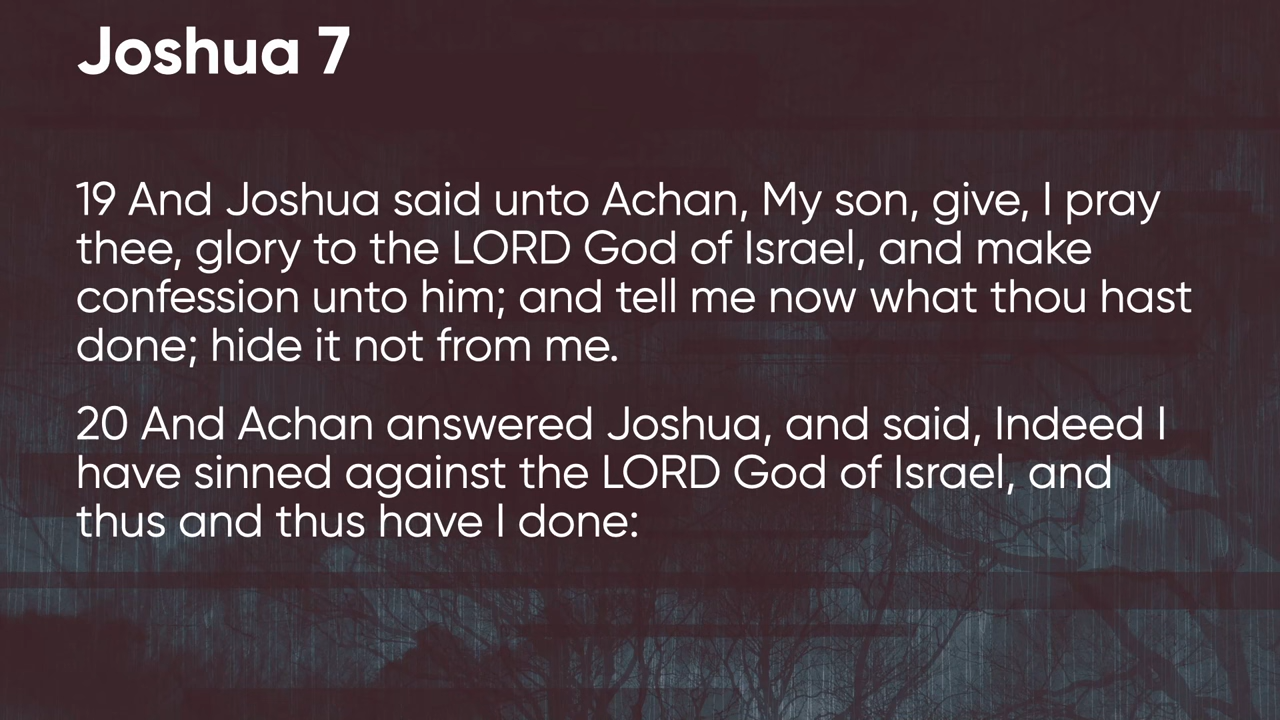 Joshua 7
19 And Joshua said unto Achan, My son, give, I pray
thee, glory to the LORD God of Israel, and make
confession unto him; and tell me now what thou hast
done; hide it not from me.
20 And Achan answered Joshua, and said, Indeed I
have sinned against the LORD God of Israel, and
thus and thus have I done: